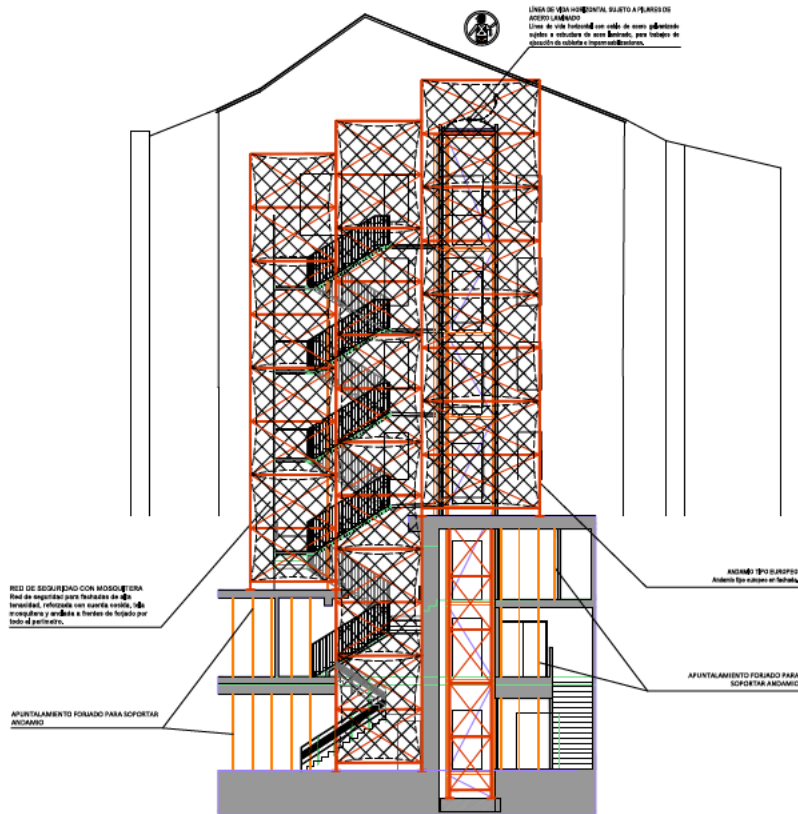 LÍNEA DE VIDA HORIZONTAL SUJETO A PILARES DE
ACERO LAMINADO
Línea de vida horizontal con cable de acero galvanizado
sujetos a estructura de acero laminado, para trabajos de
ejecución de cubierta e impermeabilizaciones.
RED DE SEGURIDAD CON MOSQUITERA
Red de seguridad para fachadas de alta
tenacidad, reforzada con cuerda cosida, tela
mosquitera y anclada a frentes de forjado por
todo el perímetro.
ANDAMIO TIPO EUROPEO
Andamio tipo europeo en fachada.
APUNTALAMIENTO FORJADO PARA
SOPORTAR ANDAMIO
APUNTALAMIENTO FORJADO PARA SOPORTAR
ANDAMIO